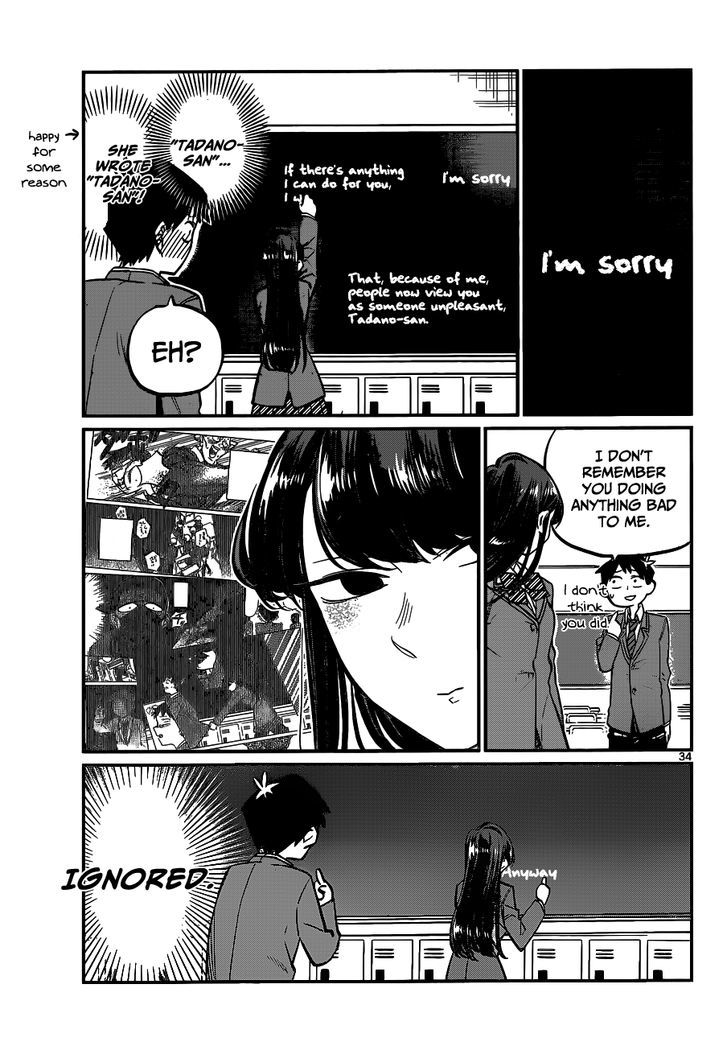 I'm sorry
I'm sorry
That, because of me,
people now view you
as someone unpleasant,
Tadano-san.
If there's anything
I can do for you,
I w
"TADANO-
SAN"...
SHE
WROTE
"TADANO-
SAN"!
happy →
for
some
reason
EH?
I DON'T
REMEMBER
YOU DOING
ANYTHING BAD
TO ME.
I don't
think
you did!
34
Anyway
IGNORED.